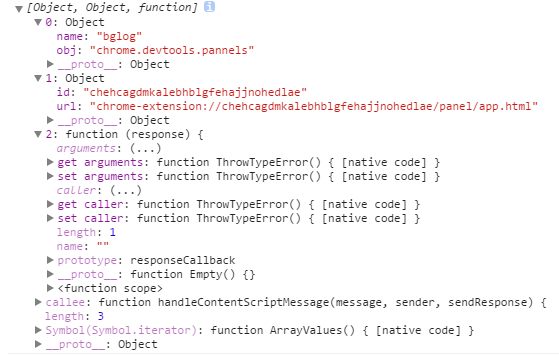 [Object, Object, function]
0: Object
name: "bglog"
obj: "chrome.devtools.pannels"
__proto__: Object
1: Object
id: "chehcagdmkalebhblgfehajjnohedlae"
url: "chrome-extension://chehcagdmkalebhblgfehajjnohedlae/panel/app.html"
__proto__: Object
2: function (response) {
arguments: (...)
get arguments: function ThrowTypeError() { [native code] }
set arguments: function ThrowTypeError() { [native code] }
caller: (...)
get caller: function ThrowTypeError() { [native code] }
set caller: function ThrowTypeError() { [native code] }
length: 1
name: ""
prototype: responseCallback
__proto__: function Empty() {}
<function scope>
callee: function handleContentScriptMessage(message, sender, sendResponse) {
length: 3
Symbol(Symbol.iterator): function ArrayValues() { [native code] }
__proto__: Object